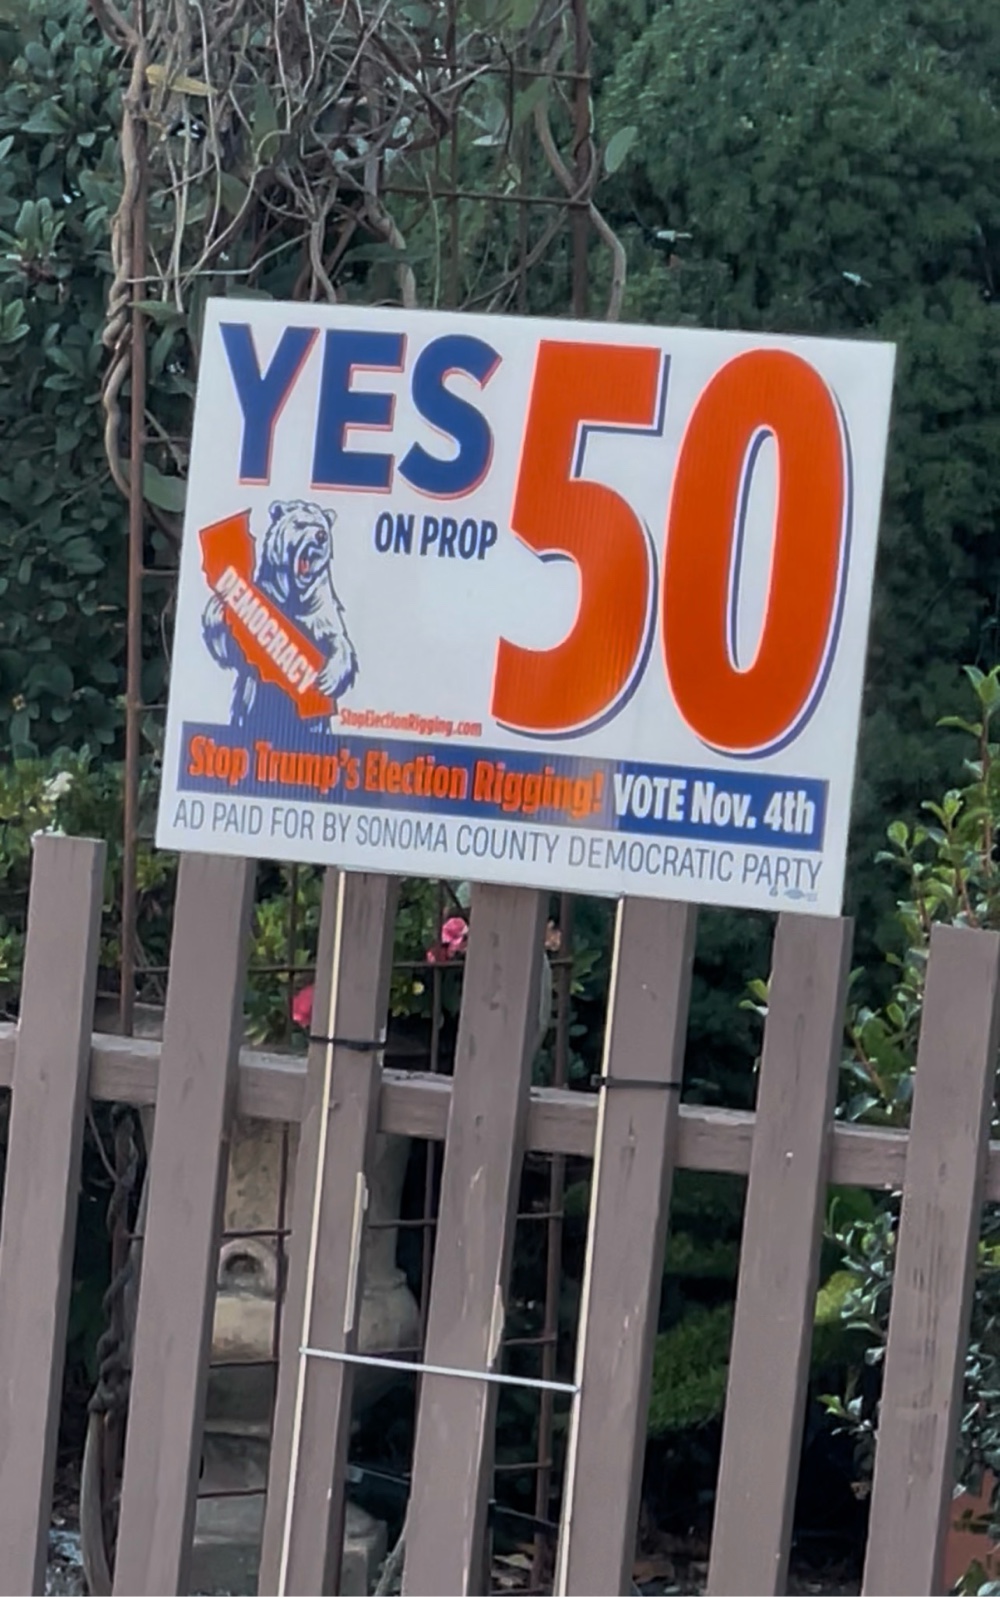 YES 50
ON PROP
DEMOCRACY
StopElectionRigging.com
Stop Trump's Election Rigging! VOTE Nov. 4th
AD PAID FOR BY SONOMA COUNTY DEMOCRATIC PARTY